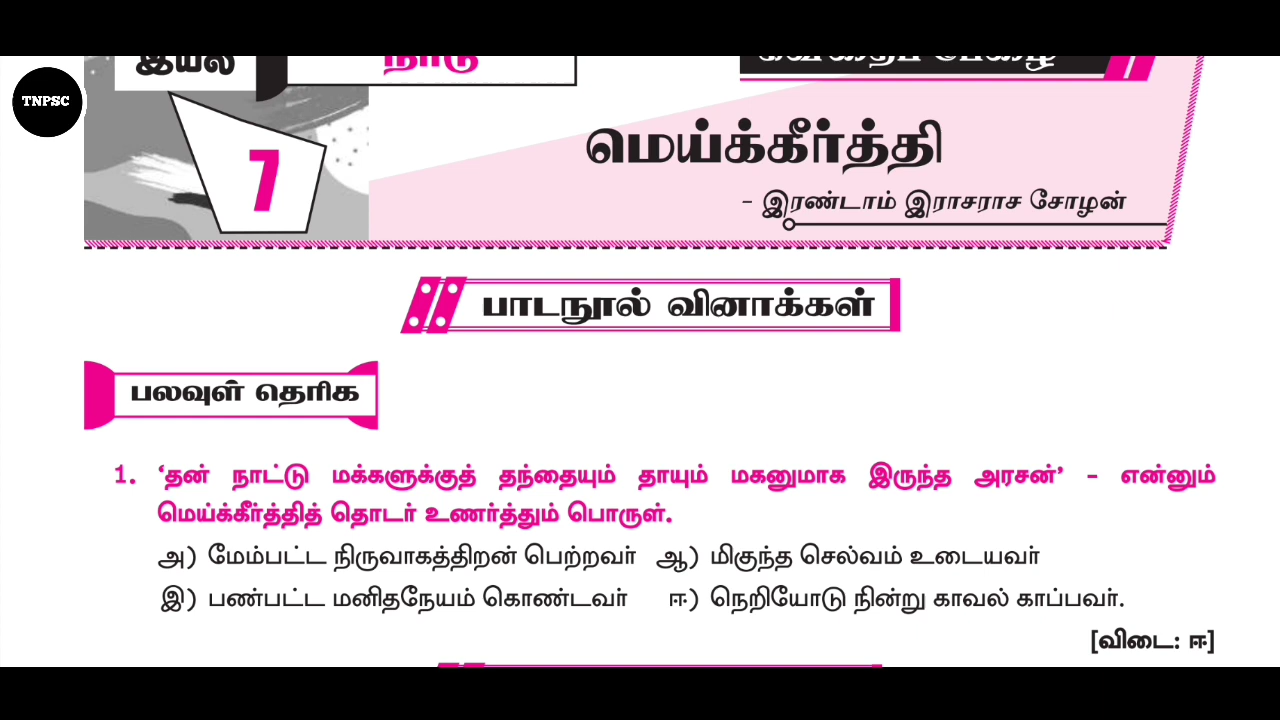 இயல்
நாடு
கவிதைப் பேழை
TNPSC
7
மெய்க்கீர்த்தி
- இரண்டாம் இராசராச சோழன்
பாடநூல் வினாக்கள்
பலவுள் தெரிக
1. ‘தன் நாட்டு மக்களுக்குத் தந்தையும் தாயும் மகனுமாக இருந்த அரசன்’ - என்னும்
மெய்க்கீர்த்தித் தொடர் உணர்த்தும் பொருள்.
அ) மேம்பட்ட நிருவாகத்திறன் பெற்றவர் ஆ) மிகுந்த செல்வம் உடையவர்
இ) பண்பட்ட மனிதநேயம் கொண்டவர் ஈ) நெறியோடு நின்று காவல் காப்பவர்.
[விடை: ஈ]